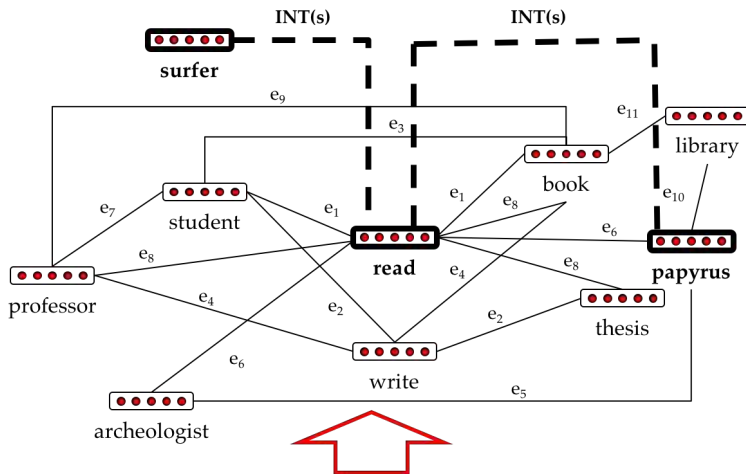 INT(s) INT(s)
surfer
e₉
e₁₁
e₃
library
book
e₇ student e₁ e₁ e₈ e₁₀
e₈ e₆
professor read papyrus
e₄ e₂ e₄ e₈
e₂ thesis
e₆ write
e₅
archeologist